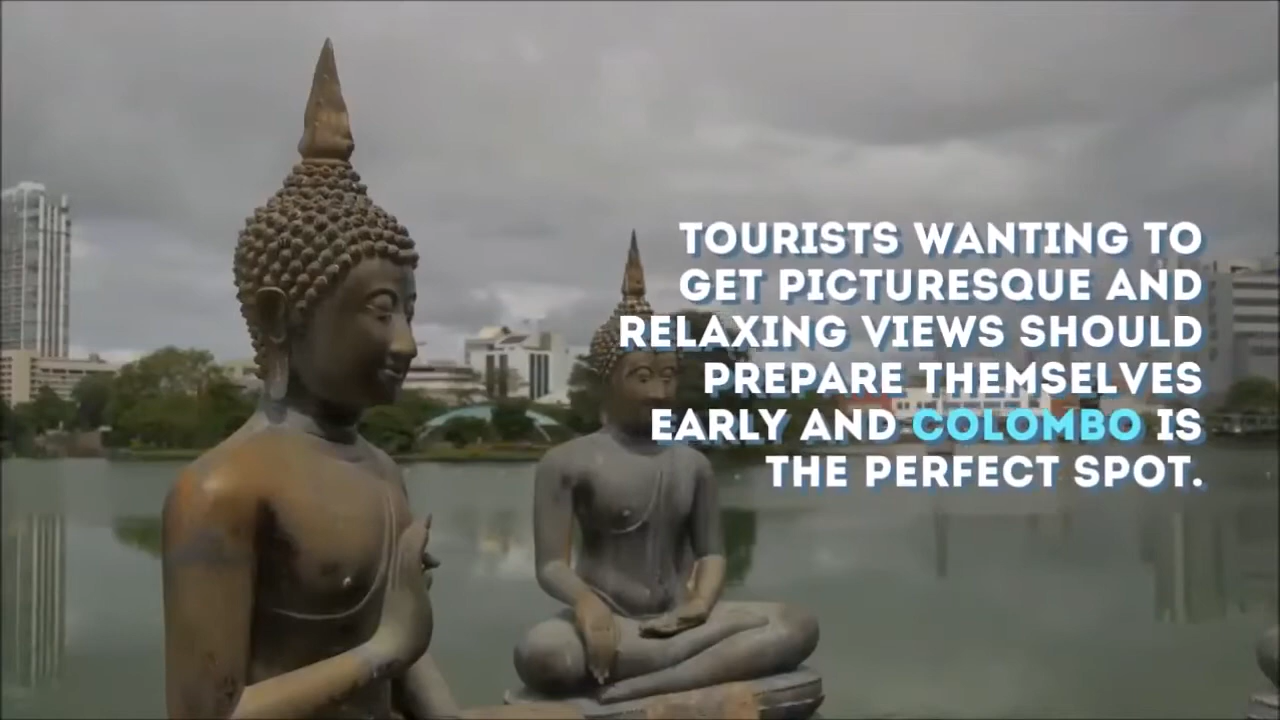 TOURISTS WANTING TO
GET PICTURESQUE AND
RELAXING VIEWS SHOULD
PREPARE THEMSELVES
EARLY AND COLOMBO IS
THE PERFECT SPOT.